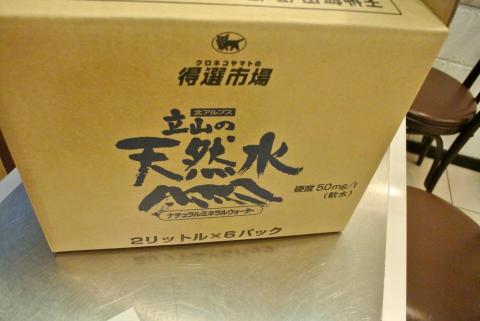 クロネコヤマトの
得選市場
北アルプス
立山の
天然水
ナチュラルミネラルウォーター
硬度 50mg/l
(軟水)
2リットル×6パック